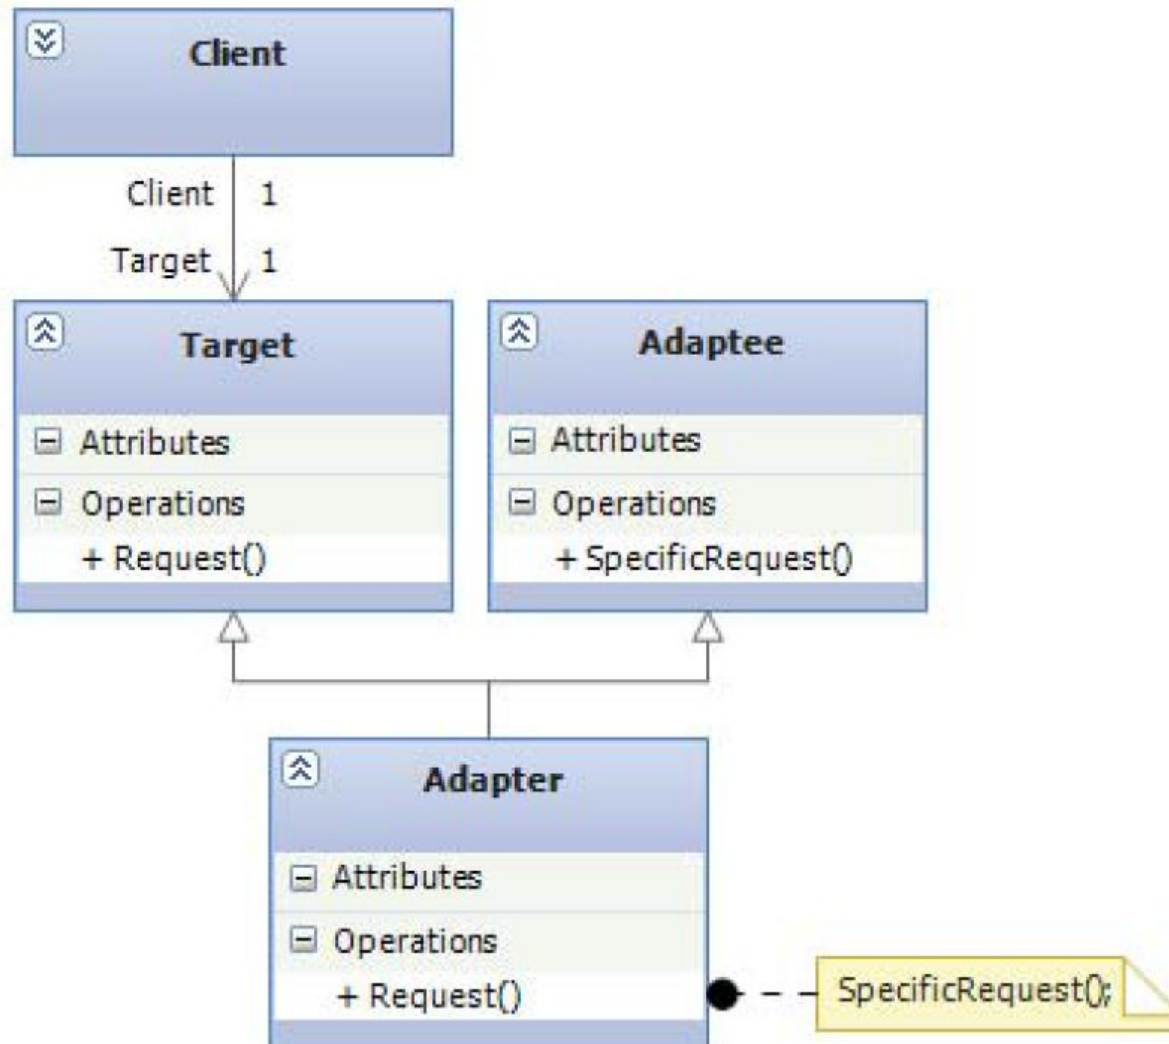 Client
Client 1
Target 1
Target
Attributes
Operations
+ Request()
Adaptee
Attributes
Operations
+ SpecificRequest()
Adapter
Attributes
Operations
+ Request()
SpecificRequest();